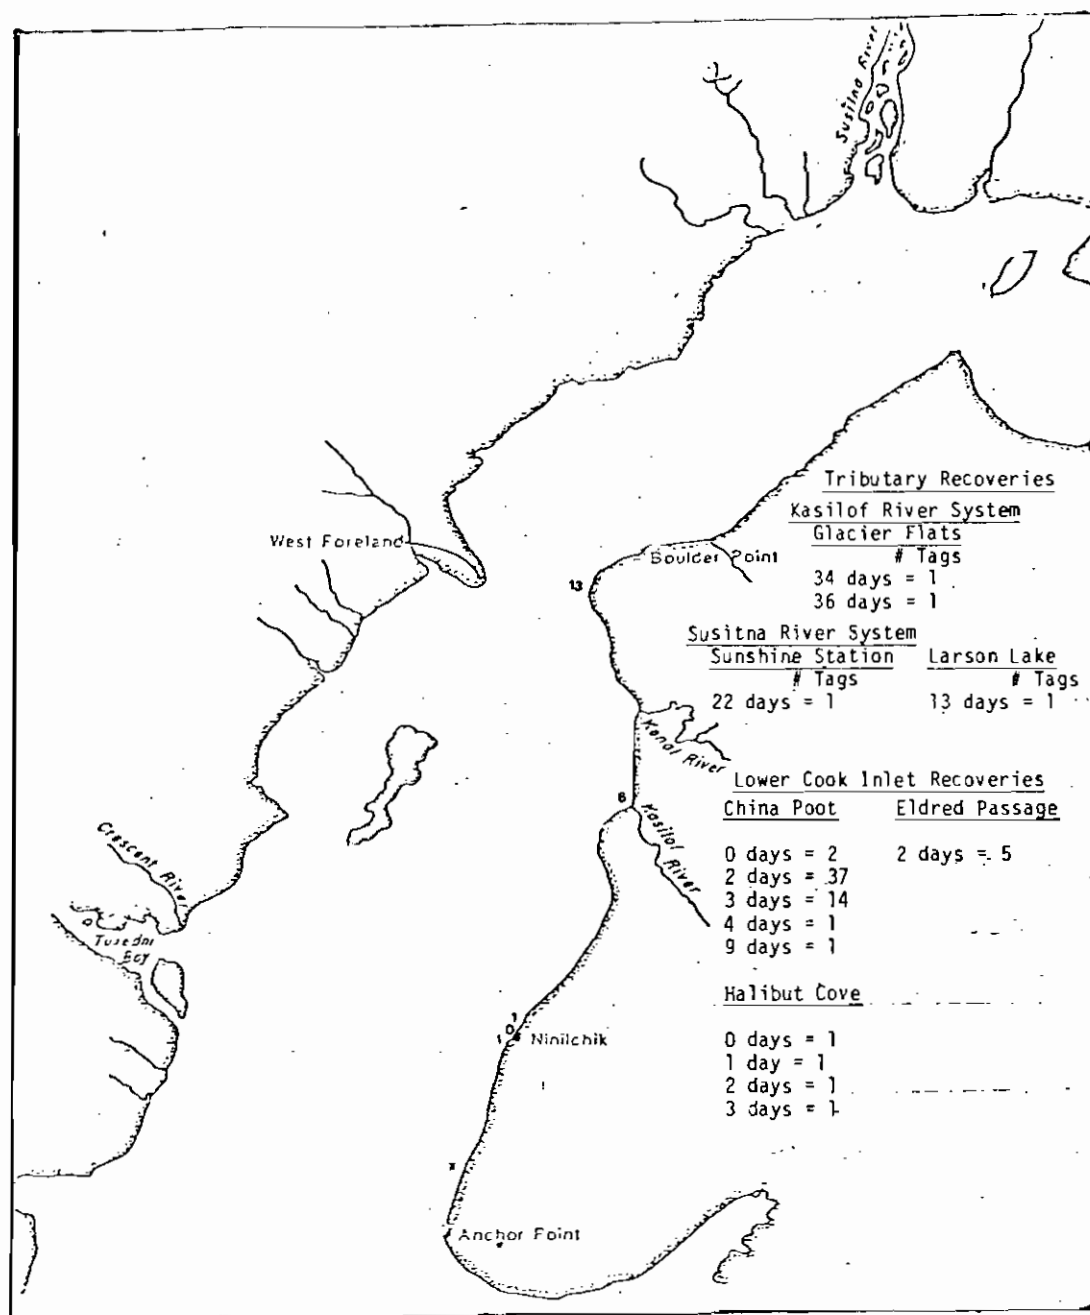 Susitna River
Tributary Recoveries
Kasilof River System
Glacier Flats
# Tags
34 days = 1
36 days = 1
West Foreland
Boulder Point
13
Susitna River System
Sunshine Station Larson Lake
# Tags # Tags
22 days = 1 13 days = 1
Kenai River
Lower Cook Inlet Recoveries
China Poot Eldred Passage
6
Kasilof River
0 days = 2 2 days = 5
2 days = 37
3 days = 14
4 days = 1
9 days = 1
Crescent River
Tuxedni Bay
Halibut Cove
1
0
1
Ninilchik
0 days = 1
1 day = 1
2 days = 1
3 days = 1
x
Anchor Point